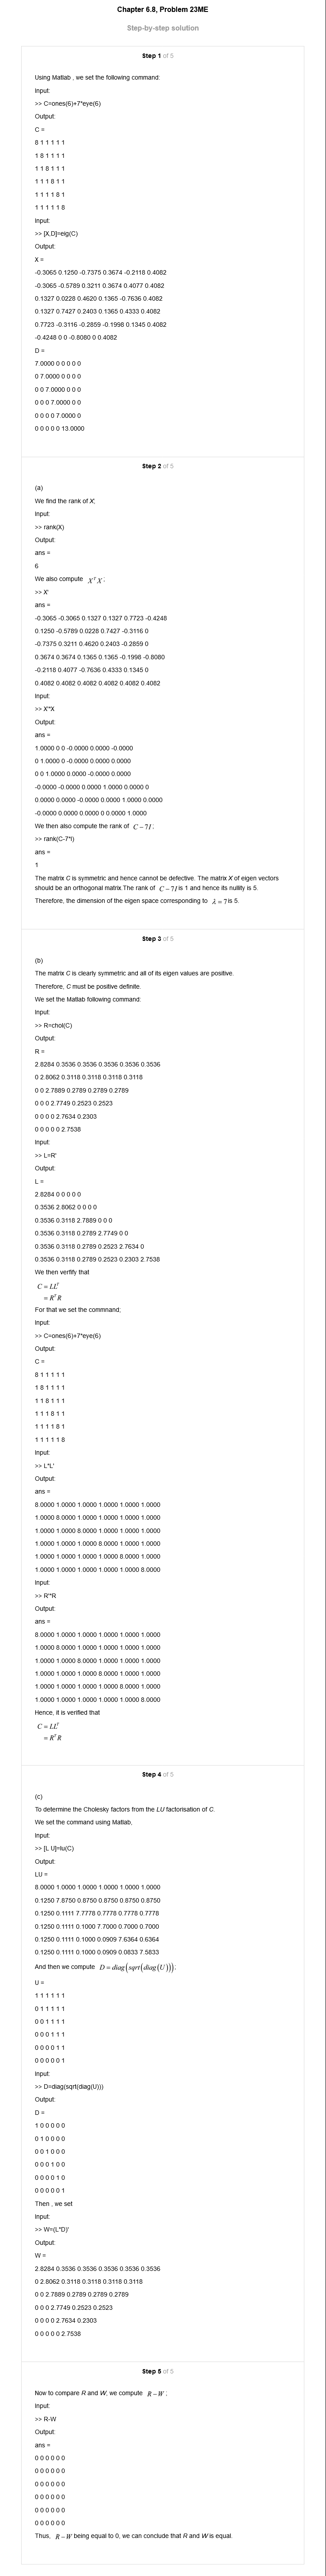 Chapter 6.8, Problem 23ME
Step-by-step solution
Step 1 of 5
Using Matlab , we set the following command:
Input:
>> C=ones(6)+7*eye(6)
Output:
C =
8 1 1 1 1 1
1 8 1 1 1 1
1 1 8 1 1 1
1 1 1 8 1 1
1 1 1 1 8 1
1 1 1 1 1 8
Input:
>> [X,D]=eig(C)
Output:
X =
-0.3065 0.1250 -0.7375 0.3674 -0.2118 0.4082
-0.3065 -0.5789 0.3211 0.3674 0.4077 0.4082
0.1327 0.0228 0.4620 0.1365 -0.7636 0.4082
0.1327 0.7427 0.2403 0.1365 0.4333 0.4082
0.7723 -0.3116 -0.2859 -0.1998 0.1345 0.4082
-0.4248 0 0 -0.8080 0 0.4082
D =
7.0000 0 0 0 0 0
0 7.0000 0 0 0 0
0 0 7.0000 0 0 0
0 0 0 7.0000 0 0
0 0 0 0 7.0000 0
0 0 0 0 0 13.0000
Step 2 of 5
(a)
We find the rank of X;
Input:
>> rank(X)
Output:
ans =
6
We also compute X^T X ;
>> X'
ans =
-0.3065 -0.3065 0.1327 0.1327 0.7723 -0.4248
0.1250 -0.5789 0.0228 0.7427 -0.3116 0
-0.7375 0.3211 0.4620 0.2403 -0.2859 0
0.3674 0.3674 0.1365 0.1365 -0.1998 -0.8080
-0.2118 0.4077 -0.7636 0.4333 0.1345 0
0.4082 0.4082 0.4082 0.4082 0.4082 0.4082
Input:
>> X'*X
Output:
ans =
1.0000 0 0 -0.0000 0.0000 -0.0000
0 1.0000 0 -0.0000 0.0000 0.0000
0 0 1.0000 0.0000 -0.0000 0.0000
-0.0000 -0.0000 0.0000 1.0000 0.0000 0
0.0000 0.0000 -0.0000 0.0000 1.0000 0.0000
-0.0000 0.0000 0.0000 0 0.0000 1.0000
We then also compute the rank of C − 7I ;
>> rank(C-7*I)
ans =
1
The matrix C is symmetric and hence cannot be defective. The matrix X of eigen vectors
should be an orthogonal matrix.The rank of C − 7I is 1 and hence its nullity is 5.
Therefore, the dimension of the eigen space corresponding to λ = 7 is 5.
Step 3 of 5
(b)
The matrix C is clearly symmetric and all of its eigen values are positive.
Therefore, C must be positive definite.
We set the Matlab following command:
Input:
>> R=chol(C)
Output:
R =
2.8284 0.3536 0.3536 0.3536 0.3536 0.3536
0 2.8062 0.3118 0.3118 0.3118 0.3118
0 0 2.7889 0.2789 0.2789 0.2789
0 0 0 2.7749 0.2523 0.2523
0 0 0 0 2.7634 0.2303
0 0 0 0 0 2.7538
Input:
>> L=R'
Output:
L =
2.8284 0 0 0 0 0
0.3536 2.8062 0 0 0 0
0.3536 0.3118 2.7889 0 0 0
0.3536 0.3118 0.2789 2.7749 0 0
0.3536 0.3118 0.2789 0.2523 2.7634 0
0.3536 0.3118 0.2789 0.2523 0.2303 2.7538
We then verfify that
C = LL^T
= R^T R
For that we set the commnand;
Input:
>> C=ones(6)+7*eye(6)
Output:
C =
8 1 1 1 1 1
1 8 1 1 1 1
1 1 8 1 1 1
1 1 1 8 1 1
1 1 1 1 8 1
1 1 1 1 1 8
Input:
>> L*L'
Output:
ans =
8.0000 1.0000 1.0000 1.0000 1.0000 1.0000
1.0000 8.0000 1.0000 1.0000 1.0000 1.0000
1.0000 1.0000 8.0000 1.0000 1.0000 1.0000
1.0000 1.0000 1.0000 8.0000 1.0000 1.0000
1.0000 1.0000 1.0000 1.0000 8.0000 1.0000
1.0000 1.0000 1.0000 1.0000 1.0000 8.0000
Input:
>> R'*R
Output:
ans =
8.0000 1.0000 1.0000 1.0000 1.0000 1.0000
1.0000 8.0000 1.0000 1.0000 1.0000 1.0000
1.0000 1.0000 8.0000 1.0000 1.0000 1.0000
1.0000 1.0000 1.0000 8.0000 1.0000 1.0000
1.0000 1.0000 1.0000 1.0000 8.0000 1.0000
1.0000 1.0000 1.0000 1.0000 1.0000 8.0000
Hence, it is verified that
C = LL^T
= R^T R
Step 4 of 5
(c)
To determine the Cholesky factors from the LU factorisation of C.
We set the command using Matlab,
Input:
>> [L U]=lu(C)
Output:
LU =
8.0000 1.0000 1.0000 1.0000 1.0000 1.0000
0.1250 7.8750 0.8750 0.8750 0.8750 0.8750
0.1250 0.1111 7.7778 0.7778 0.7778 0.7778
0.1250 0.1111 0.1000 7.7000 0.7000 0.7000
0.1250 0.1111 0.1000 0.0909 7.6364 0.6364
0.1250 0.1111 0.1000 0.0909 0.0833 7.5833
And then we compute D = diag(sqrt(diag(U)));
U =
1 1 1 1 1 1
0 1 1 1 1 1
0 0 1 1 1 1
0 0 0 1 1 1
0 0 0 0 1 1
0 0 0 0 0 1
Input:
>> D=diag(sqrt(diag(U)))
Output:
D =
1 0 0 0 0 0
0 1 0 0 0 0
0 0 1 0 0 0
0 0 0 1 0 0
0 0 0 0 1 0
0 0 0 0 0 1
Then , we set
Input:
>> W=(L*D)'
Output:
W =
2.8284 0.3536 0.3536 0.3536 0.3536 0.3536
0 2.8062 0.3118 0.3118 0.3118 0.3118
0 0 2.7889 0.2789 0.2789 0.2789
0 0 0 2.7749 0.2523 0.2523
0 0 0 0 2.7634 0.2303
0 0 0 0 0 2.7538
Step 5 of 5
Now to compare R and W, we compute R − W ;
Input:
>> R-W
Output:
ans =
0 0 0 0 0 0
0 0 0 0 0 0
0 0 0 0 0 0
0 0 0 0 0 0
0 0 0 0 0 0
0 0 0 0 0 0
Thus, R − W being equal to 0, we can conclude that R and W is equal.